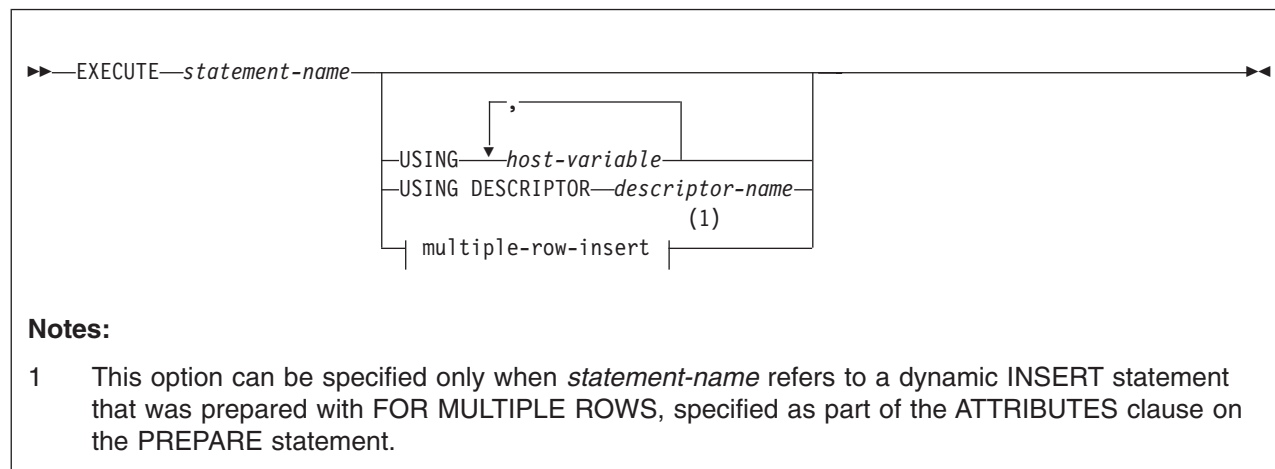 EXECUTE statement-name
,
USING host-variable
USING DESCRIPTOR descriptor-name
(1)
multiple-row-insert
Notes:
1 This option can be specified only when statement-name refers to a dynamic INSERT statement
that was prepared with FOR MULTIPLE ROWS, specified as part of the ATTRIBUTES clause on
the PREPARE statement.